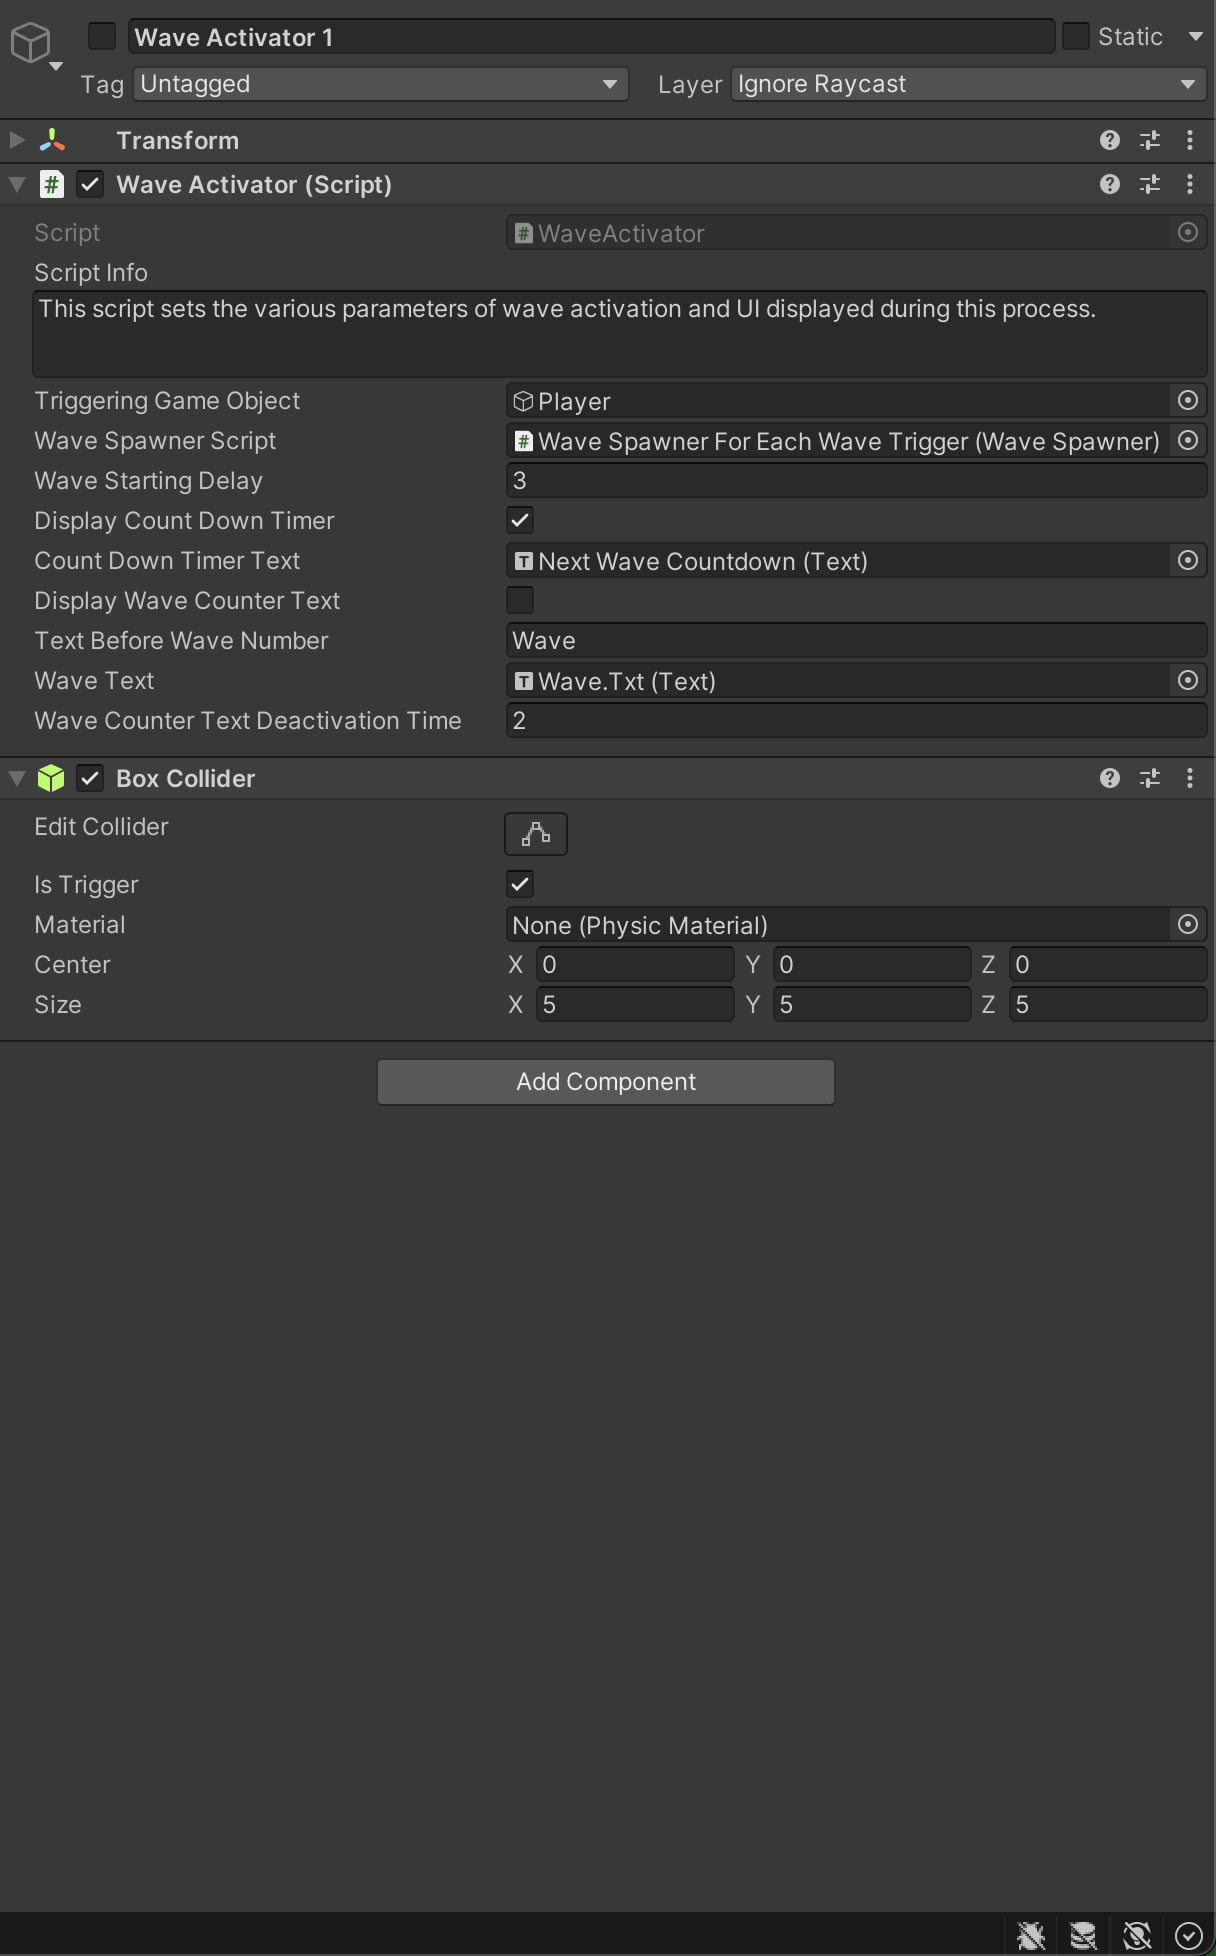 Wave Activator 1
Static
Tag Untagged Layer Ignore Raycast
Transform
# Wave Activator (Script)
Script # WaveActivator
Script Info
This script sets the various parameters of wave activation and UI displayed during this process.
Triggering Game Object Player
Wave Spawner Script # Wave Spawner For Each Wave Trigger (Wave Spawner)
Wave Starting Delay 3
Display Count Down Timer
Count Down Timer Text T Next Wave Countdown (Text)
Display Wave Counter Text
Text Before Wave Number Wave
Wave Text T Wave.Txt (Text)
Wave Counter Text Deactivation Time 2
Box Collider
Edit Collider
Is Trigger
Material None (Physic Material)
Center X 0 Y 0 Z 0
Size X 5 Y 5 Z 5
Add Component